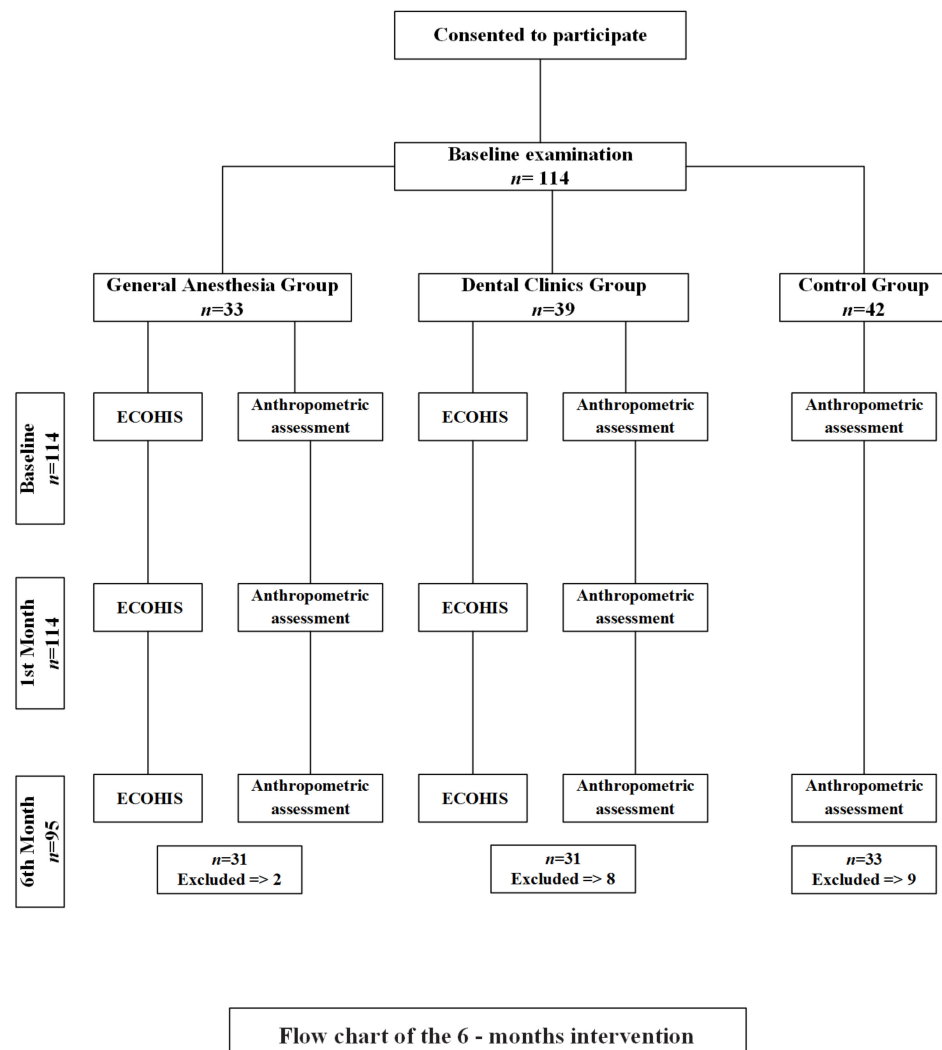 Consented to participate
Baseline examination
n= 114
General Anesthesia Group
n=33
Dental Clinics Group
n=39
Control Group
n=42
Baseline
n=114
ECOHIS
Anthropometric
assessment
ECOHIS
Anthropometric
assessment
Anthropometric
assessment
1st Month
n=114
ECOHIS
Anthropometric
assessment
ECOHIS
Anthropometric
assessment
6th Month
n=95
ECOHIS
Anthropometric
assessment
ECOHIS
Anthropometric
assessment
Anthropometric
assessment
n=31
Excluded => 2
n=31
Excluded => 8
n=33
Excluded => 9
Flow chart of the 6 - months intervention